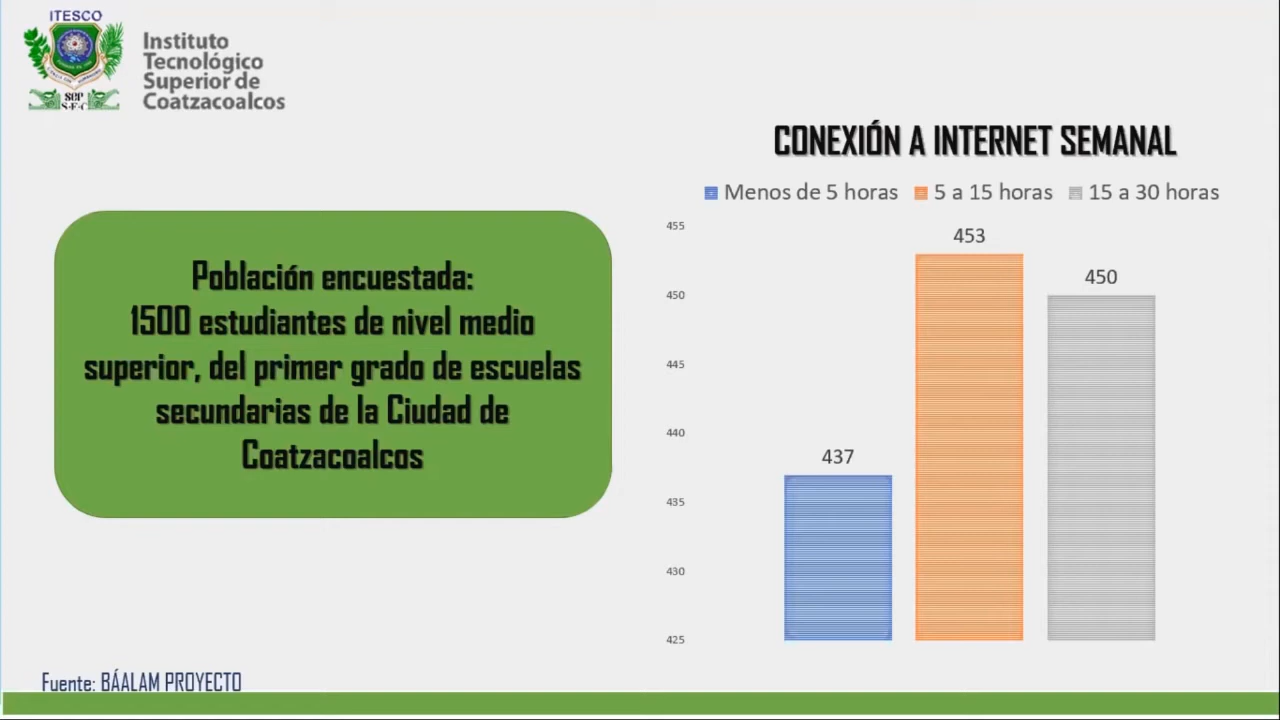 ITESCO
Instituto
Tecnológico
Superior de
Coatzacoalcos
SEP
S·E·C
CONEXIÓN A INTERNET SEMANAL
Menos de 5 horas 5 a 15 horas 15 a 30 horas
Población encuestada:
1500 estudiantes de nivel medio
superior, del primer grado de escuelas
secundarias de la Ciudad de
Coatzacoalcos
455
450
445
440
435
430
425
437
453
450
Fuente: BÁALAM PROYECTO